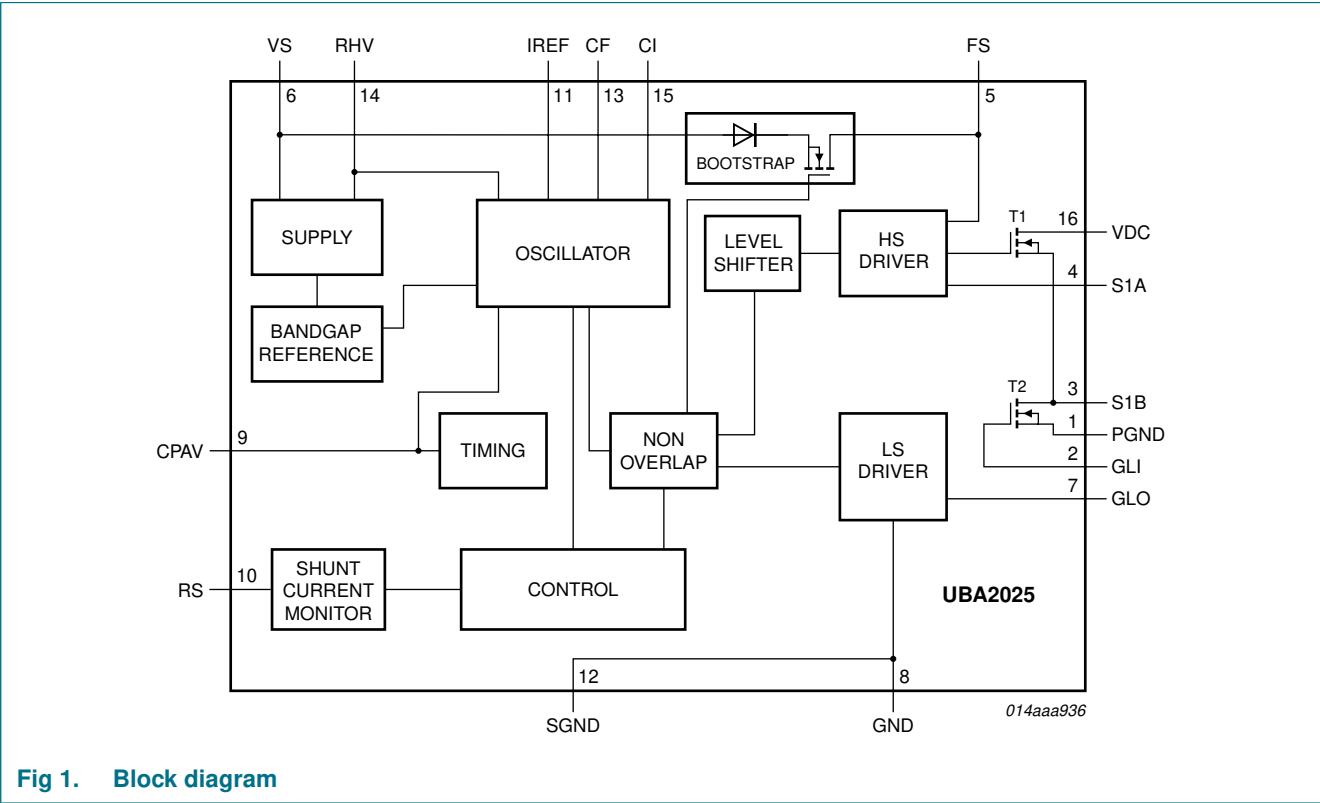 VS RHV IREF CF CI FS
6 14 11 13 15 5
BOOTSTRAP
SUPPLY
OSCILLATOR
LEVEL
SHIFTER
HS
DRIVER
T1
16 VDC
4 S1A
BANDGAP
REFERENCE
T2
3 S1B
1 PGND
2 GLI
7 GLO
CPAV 9
TIMING
NON
OVERLAP
LS
DRIVER
RS 10
SHUNT
CURRENT
MONITOR
CONTROL
UBA2025
12 8
SGND GND
014aaa936
Fig 1. Block diagram